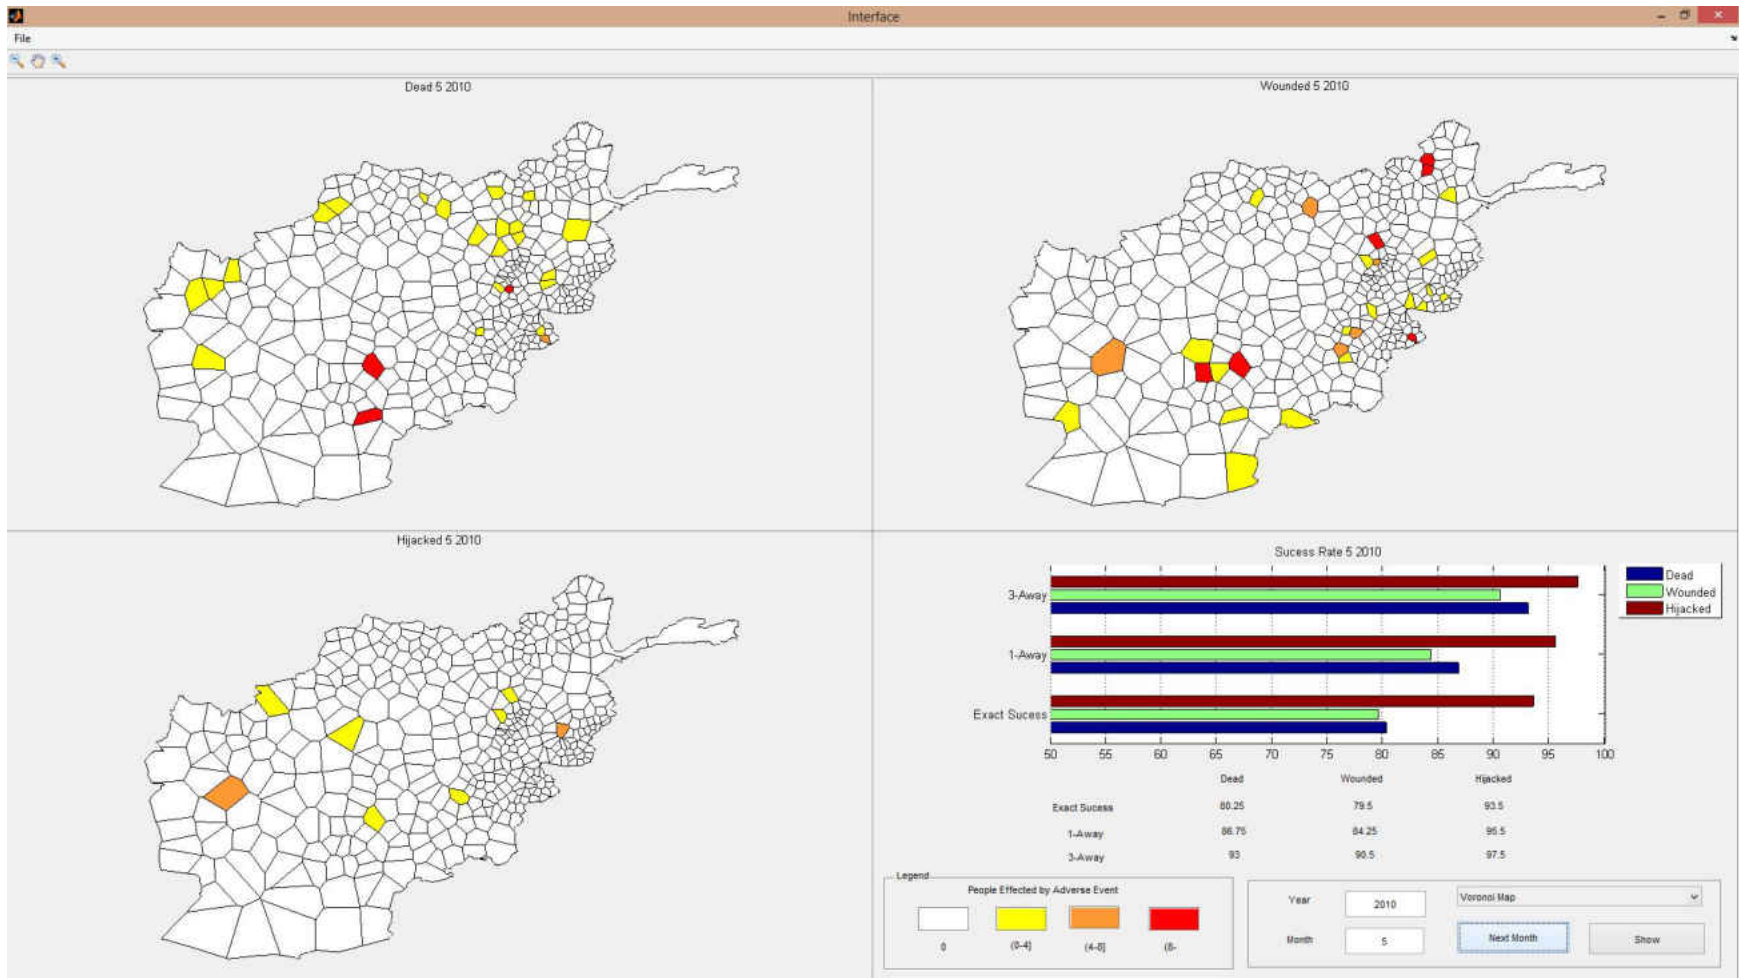 Interface
File
Dead 5 2010
Wounded 5 2010
Hijacked 5 2010
Sucess Rate 5 2010
Dead
Wounded
Hijacked
3-Away
1-Away
Exact Sucess
50 55 60 65 70 75 80 85 90 95 100
Dead Wounded Hijacked
Exact Sucess 80.25 79.5 93.5
1-Away 86.75 84.25 95.5
3-Away 93 90.5 97.5
Legend
People Effected by Adverse Event
0 (0-4] (4-8] (8-
Year 2010 Voronoi Map
Month 5 Next Month Show